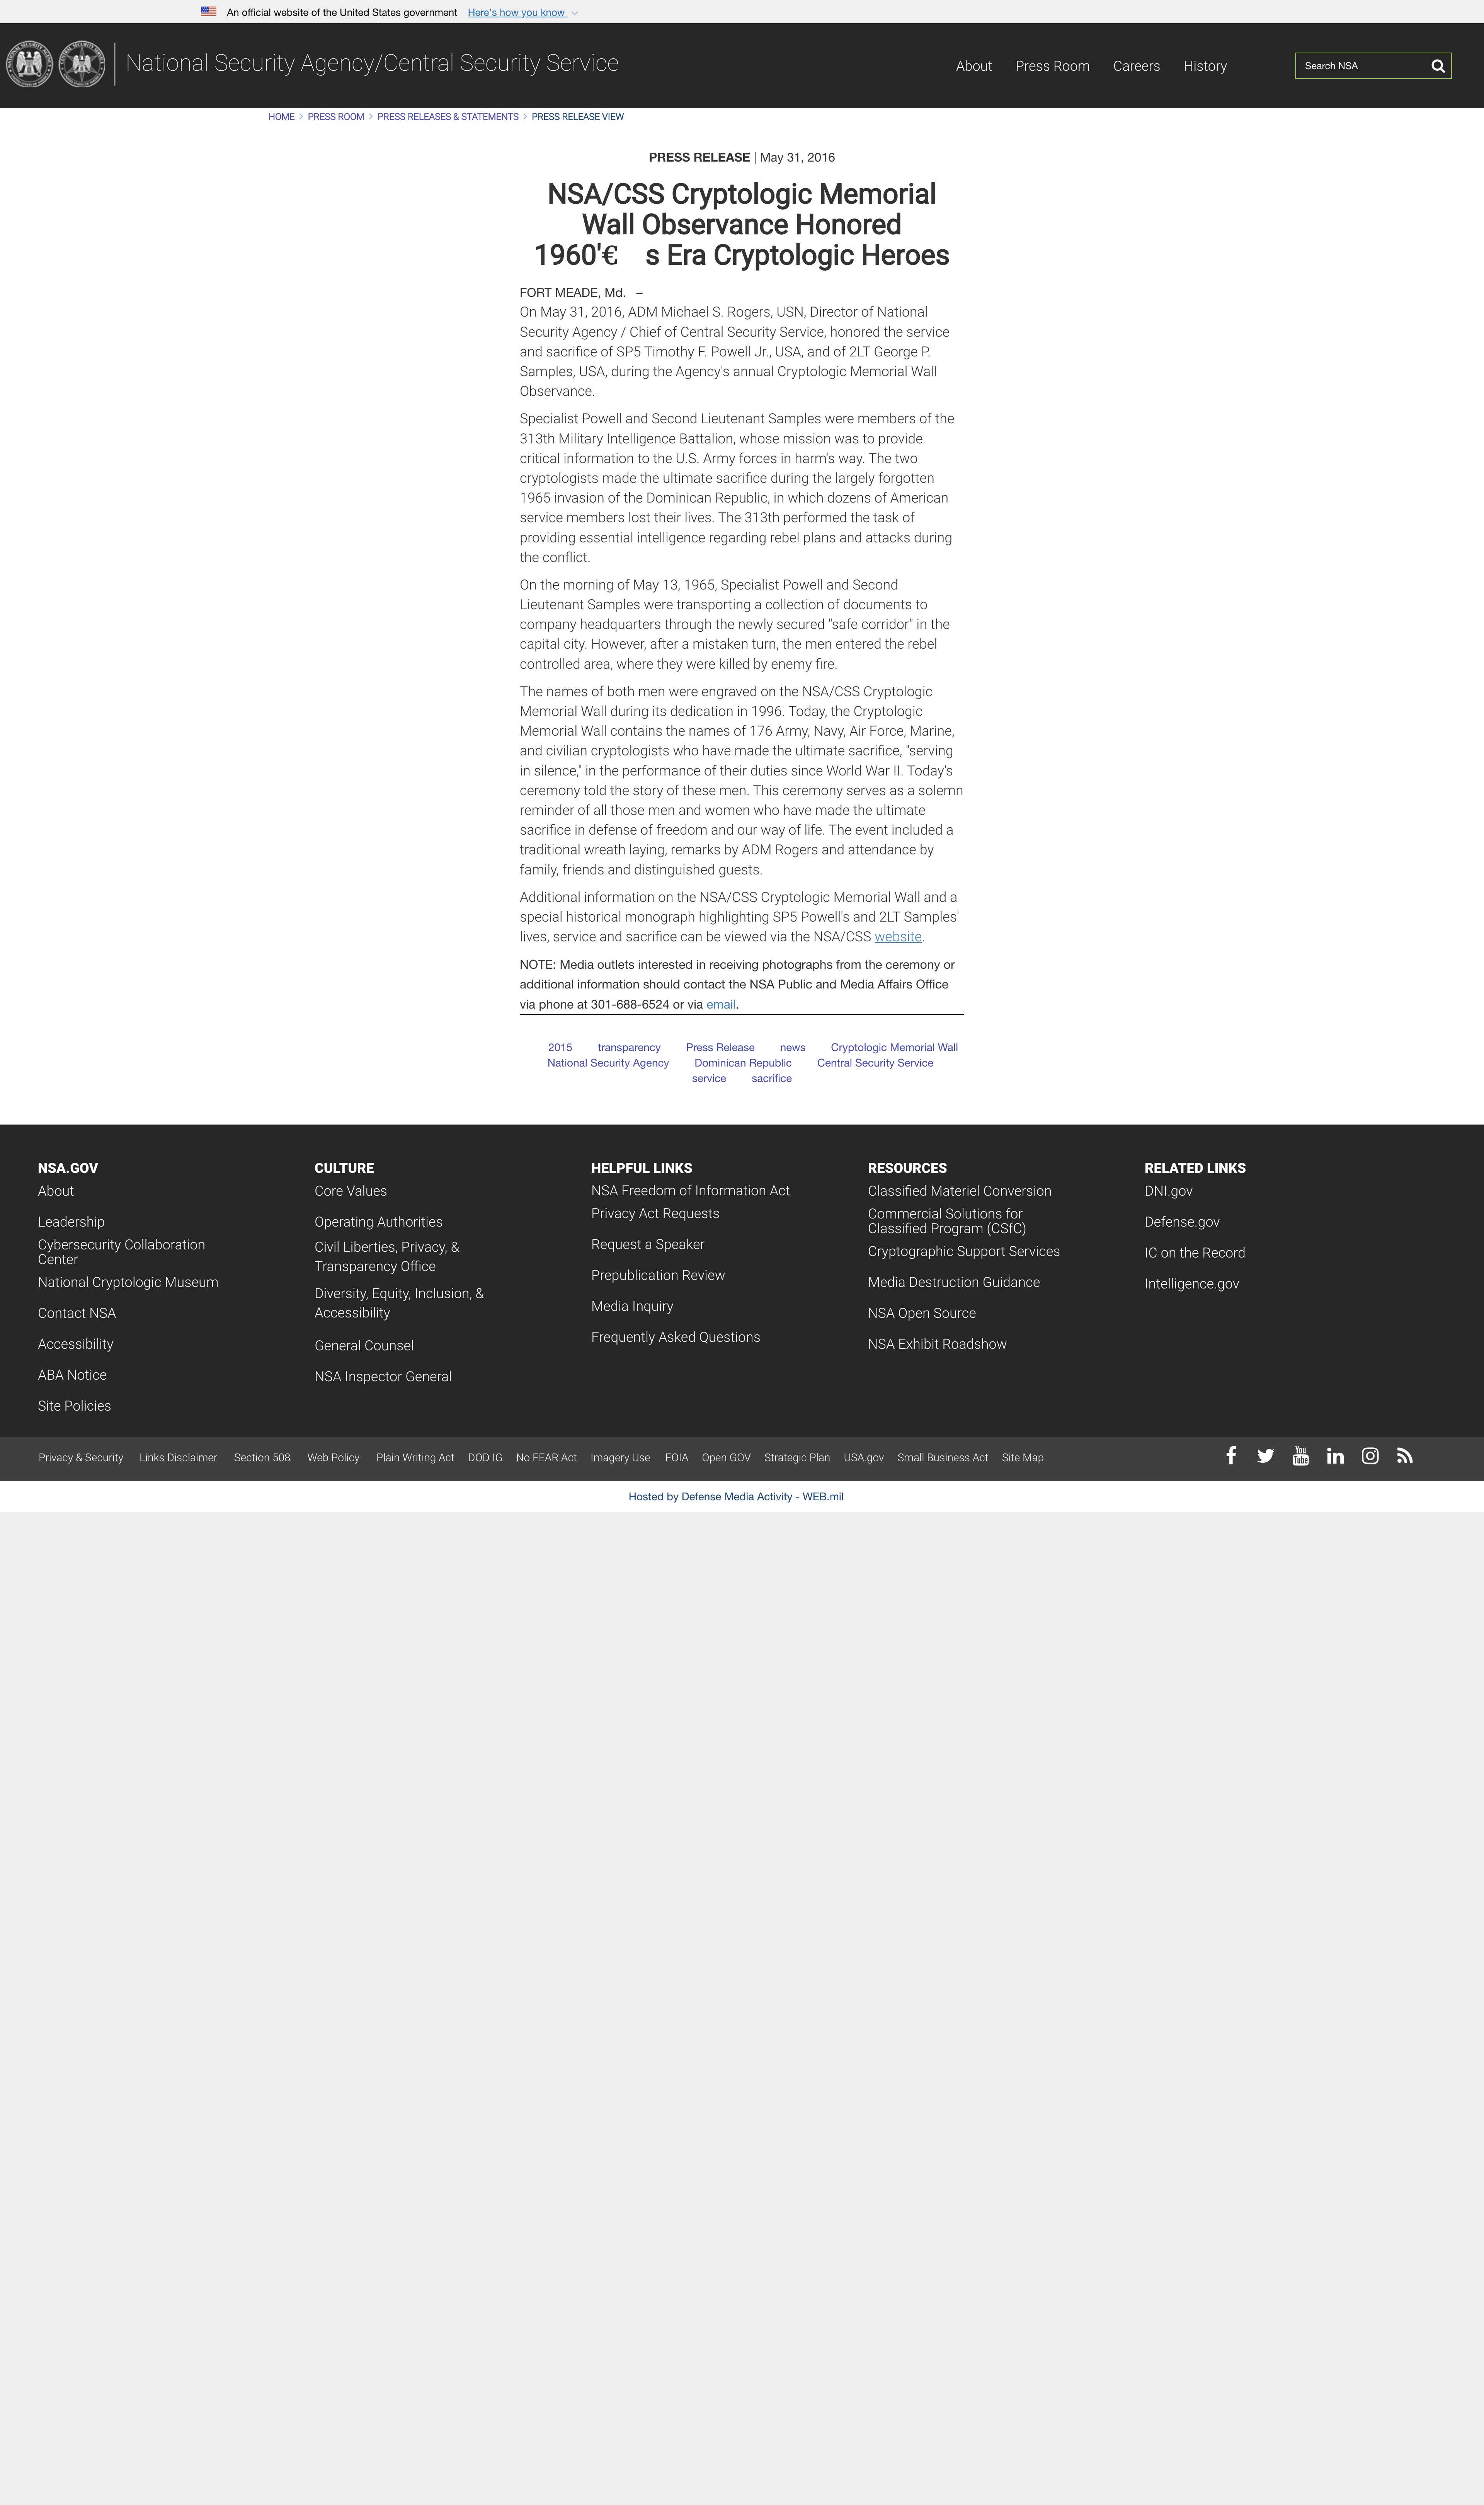 An official website of the United States government Here's how you know
National Security Agency/Central Security Service
About Press Room Careers History
Search NSA
HOME PRESS ROOM PRESS RELEASES & STATEMENTS PRESS RELEASE VIEW
PRESS RELEASE | May 31, 2016
NSA/CSS Cryptologic Memorial
Wall Observance Honored
1960'€ s Era Cryptologic Heroes
FORT MEADE, Md. –
On May 31, 2016, ADM Michael S. Rogers, USN, Director of National
Security Agency / Chief of Central Security Service, honored the service
and sacrifice of SP5 Timothy F. Powell Jr., USA, and of 2LT George P.
Samples, USA, during the Agency's annual Cryptologic Memorial Wall
Observance.
Specialist Powell and Second Lieutenant Samples were members of the
313th Military Intelligence Battalion, whose mission was to provide
critical information to the U.S. Army forces in harm's way. The two
cryptologists made the ultimate sacrifice during the largely forgotten
1965 invasion of the Dominican Republic, in which dozens of American
service members lost their lives. The 313th performed the task of
providing essential intelligence regarding rebel plans and attacks during
the conflict.
On the morning of May 13, 1965, Specialist Powell and Second
Lieutenant Samples were transporting a collection of documents to
company headquarters through the newly secured "safe corridor" in the
capital city. However, after a mistaken turn, the men entered the rebel
controlled area, where they were killed by enemy fire.
The names of both men were engraved on the NSA/CSS Cryptologic
Memorial Wall during its dedication in 1996. Today, the Cryptologic
Memorial Wall contains the names of 176 Army, Navy, Air Force, Marine,
and civilian cryptologists who have made the ultimate sacrifice, "serving
in silence," in the performance of their duties since World War II. Today's
ceremony told the story of these men. This ceremony serves as a solemn
reminder of all those men and women who have made the ultimate
sacrifice in defense of freedom and our way of life. The event included a
traditional wreath laying, remarks by ADM Rogers and attendance by
family, friends and distinguished guests.
Additional information on the NSA/CSS Cryptologic Memorial Wall and a
special historical monograph highlighting SP5 Powell's and 2LT Samples'
lives, service and sacrifice can be viewed via the NSA/CSS website.
NOTE: Media outlets interested in receiving photographs from the ceremony or
additional information should contact the NSA Public and Media Affairs Office
via phone at 301-688-6524 or via email.
2015 transparency Press Release news Cryptologic Memorial Wall
National Security Agency Dominican Republic Central Security Service
service sacrifice
NSA.GOV
About
Leadership
Cybersecurity Collaboration
Center
National Cryptologic Museum
Contact NSA
Accessibility
ABA Notice
Site Policies
CULTURE
Core Values
Operating Authorities
Civil Liberties, Privacy, &
Transparency Office
Diversity, Equity, Inclusion, &
Accessibility
General Counsel
NSA Inspector General
HELPFUL LINKS
NSA Freedom of Information Act
Privacy Act Requests
Request a Speaker
Prepublication Review
Media Inquiry
Frequently Asked Questions
RESOURCES
Classified Materiel Conversion
Commercial Solutions for
Classified Program (CSfC)
Cryptographic Support Services
Media Destruction Guidance
NSA Open Source
NSA Exhibit Roadshow
RELATED LINKS
DNI.gov
Defense.gov
IC on the Record
Intelligence.gov
Privacy & Security Links Disclaimer Section 508 Web Policy Plain Writing Act DOD IG No FEAR Act Imagery Use FOIA Open GOV Strategic Plan USA.gov Small Business Act Site Map
You Tube
Hosted by Defense Media Activity - WEB.mil